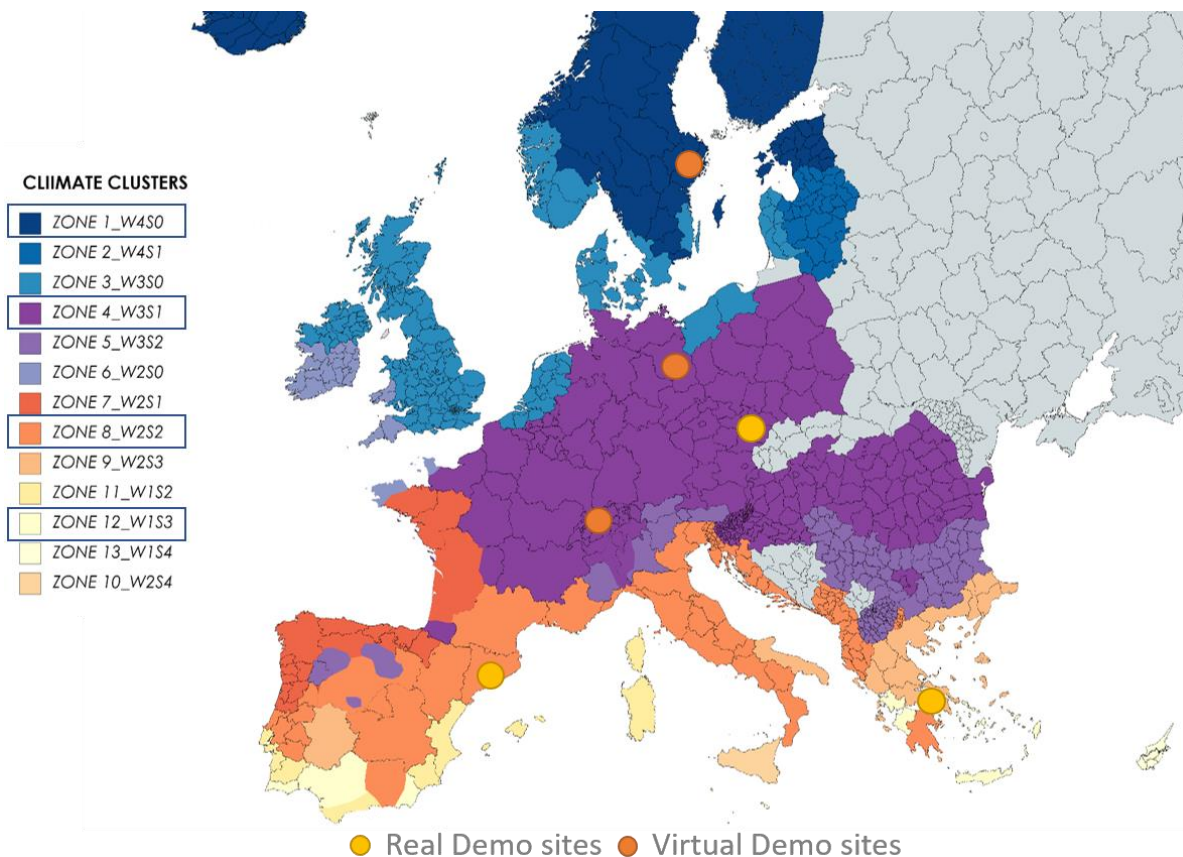 CLIIMATE CLUSTERS
ZONE 1_W4S0
ZONE 2_W4S1
ZONE 3_W3S0
ZONE 4_W3S1
ZONE 5_W3S2
ZONE 6_W2S0
ZONE 7_W2S1
ZONE 8_W2S2
ZONE 9_W2S3
ZONE 11_W1S2
ZONE 12_W1S3
ZONE 13_W1S4
ZONE 10_W2S4
Real Demo sites Virtual Demo sites